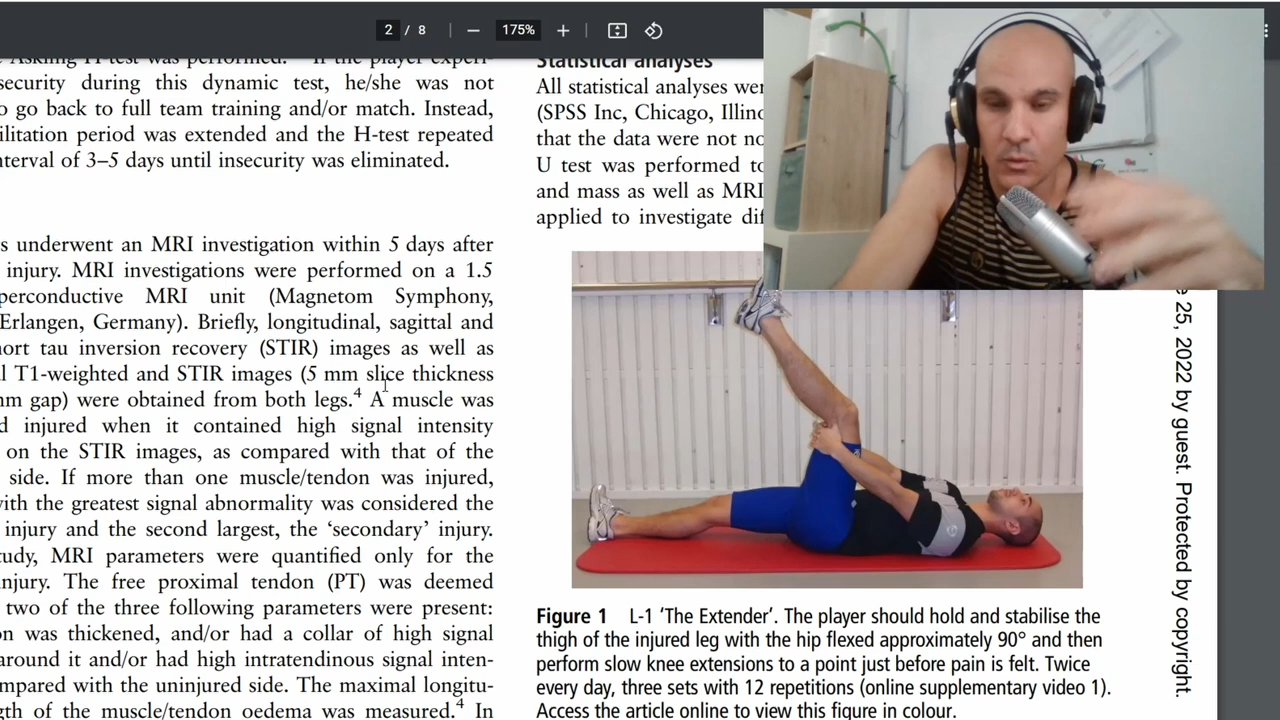 2 / 8
175%
security during this dynamic test, he/she was not
o go back to full team training and/or match. Instead,
ilitation period was extended and the H-test repeated
nterval of 3–5 days until insecurity was eliminated.
s underwent an MRI investigation within 5 days after
injury. MRI investigations were performed on a 1.5
perconductive MRI unit (Magnetom Symphony,
Erlangen, Germany). Briefly, longitudinal, sagittal and
ort tau inversion recovery (STIR) images as well as
l T1-weighted and STIR images (5 mm slice thickness
m gap) were obtained from both legs.4 A muscle was
d injured when it contained high signal intensity
on the STIR images, as compared with that of the
side. If more than one muscle/tendon was injured,
with the greatest signal abnormality was considered the
injury and the second largest, the ‘secondary’ injury.
tudy, MRI parameters were quantified only for the
njury. The free proximal tendon (PT) was deemed
two of the three following parameters were present:
on was thickened, and/or had a collar of high signal
around it and/or had high intratendinous signal inten-
mpared with the uninjured side. The maximal longitu-
gth of the muscle/tendon oedema was measured.4 In
Statistical analyses
All statistical analyses wer
(SPSS Inc, Chicago, Illino
that the data were not no
U test was performed to
and mass as well as MRI
applied to investigate dif
Figure 1 L-1 ‘The Extender’. The player should hold and stabilise the
thigh of the injured leg with the hip flexed approximately 90° and then
perform slow knee extensions to a point just before pain is felt. Twice
every day, three sets with 12 repetitions (online supplementary video 1).
Access the article online to view this figure in colour.
e 25, 2022 by guest. Protected by copyright.